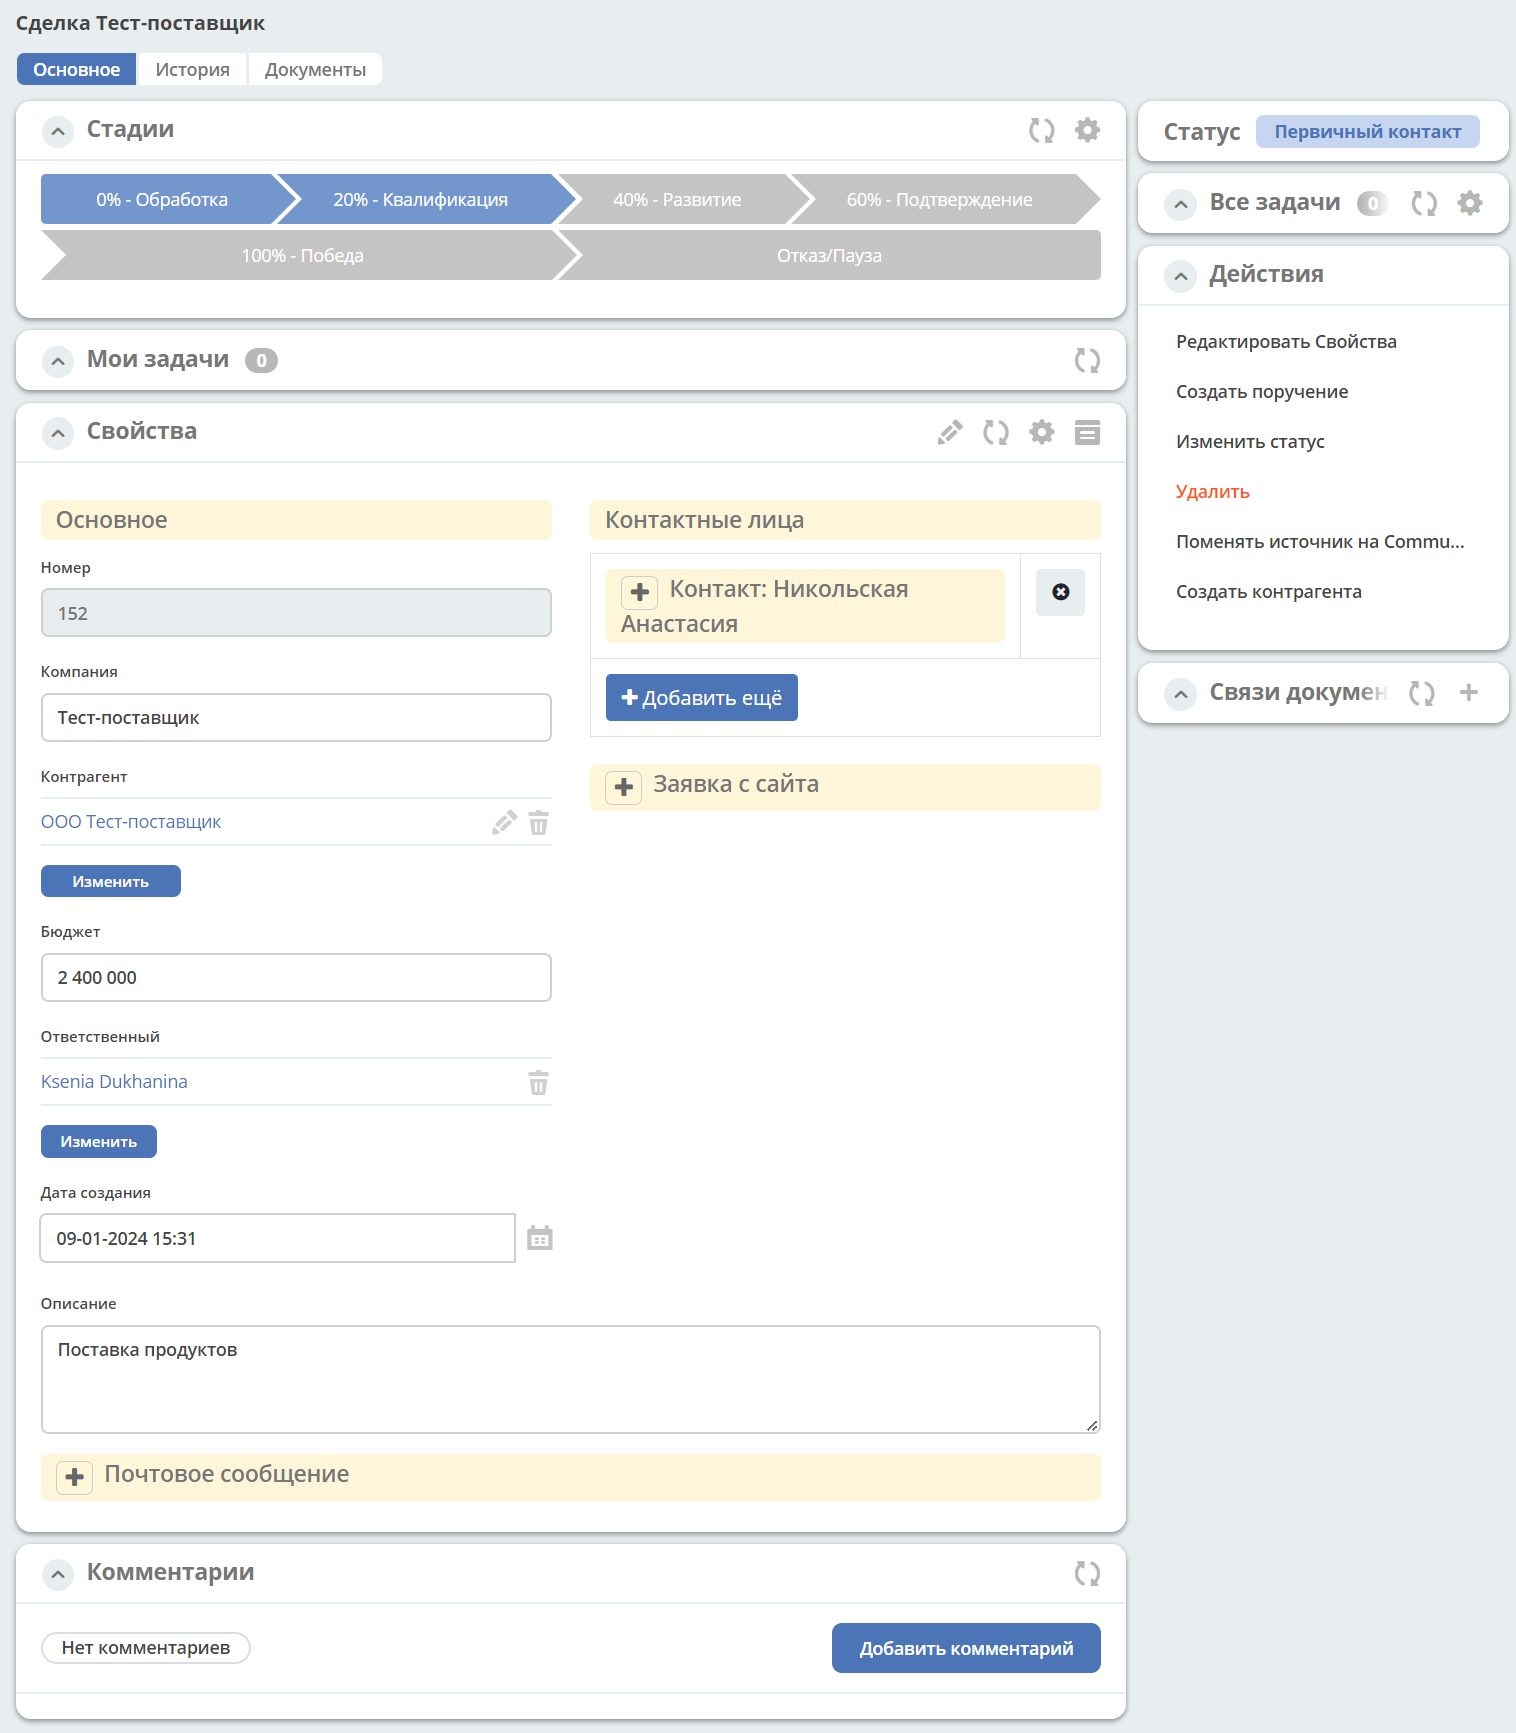 Сделка Тест-поставщик
Основное
История
Документы
Стадии
0% - Обработка
20% - Квалификация
40% - Развитие
60% - Подтверждение
100% - Победа
Отказ/Пауза
Мои задачи 0
Свойства
Основное
Номер
152
Компания
Тест-поставщик
Контрагент
ООО Тест-поставщик
Изменить
Бюджет
2 400 000
Ответственный
Ksenia Dukhanina
Изменить
Дата создания
09-01-2024 15:31
Контактные лица
Контакт: Никольская
Анастасия
Добавить ещё
Заявка с сайта
Описание
Поставка продуктов
Почтовое сообщение
Комментарии
Нет комментариев
Добавить комментарий
Статус
Первичный контакт
Все задачи 0
Действия
Редактировать Свойства
Создать поручение
Изменить статус
Удалить
Поменять источник на Commu...
Создать контрагента
Связи докумен